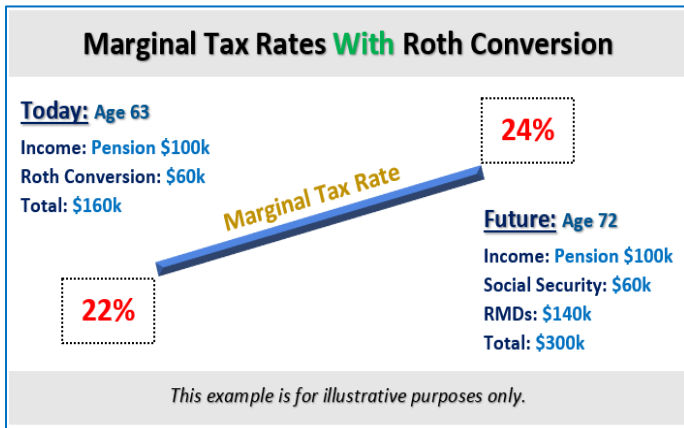 Marginal Tax Rates With Roth Conversion
Today: Age 63
Income: Pension $100k
Roth Conversion: $60k
Total: $160k
24%
Marginal Tax Rate
22%
Future: Age 72
Income: Pension $100k
Social Security: $60k
RMDs: $140k
Total: $300k
This example is for illustrative purposes only.